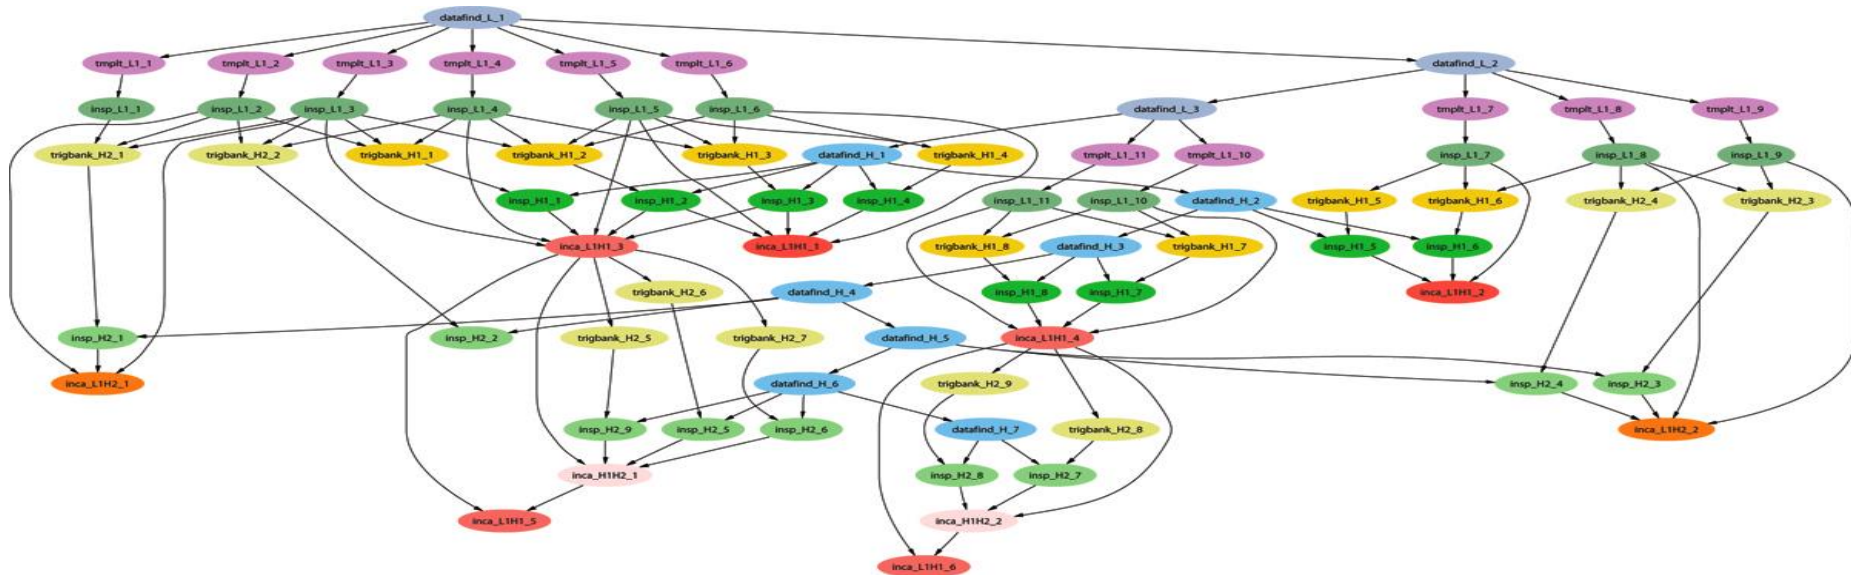 datafind_L_1
tmplt_L1_1 tmplt_L1_2 tmplt_L1_3 tmplt_L1_4 tmplt_L1_5 tmplt_L1_6 datafind_L_2
insp_L1_1 insp_L1_2 insp_L1_3 insp_L1_4 insp_L1_5 insp_L1_6 datafind_L_3 tmplt_L1_7 tmplt_L1_8 tmplt_L1_9
trigbank_H2_1 trigbank_H2_2 trigbank_H1_1 trigbank_H1_2 trigbank_H1_3 datafind_H_1 trigbank_H1_4 tmplt_L1_11 tmplt_L1_10 insp_L1_7 insp_L1_8 insp_L1_9
insp_H1_1 insp_H1_2 insp_H1_3 insp_H1_4 insp_L1_11 insp_L1_10 datafind_H_2 trigbank_H1_5 trigbank_H1_6 trigbank_H2_4 trigbank_H2_3
inca_L1H1_3 inca_L1H1_1 trigbank_H1_8 datafind_H_3 trigbank_H1_7 insp_H1_5 insp_H1_6
trigbank_H2_6 datafind_H_4 insp_H1_8 insp_H1_7 inca_L1H1_2
insp_H2_1 insp_H2_2 trigbank_H2_5 trigbank_H2_7 datafind_H_5 inca_L1H1_4
inca_L1H2_1 datafind_H_6 trigbank_H2_9 insp_H2_4 insp_H2_3
insp_H2_9 insp_H2_5 insp_H2_6 datafind_H_7 trigbank_H2_8 inca_L1H2_2
inca_H1H2_1 insp_H2_8 insp_H2_7
inca_L1H1_5 inca_H1H2_2
inca_L1H1_6